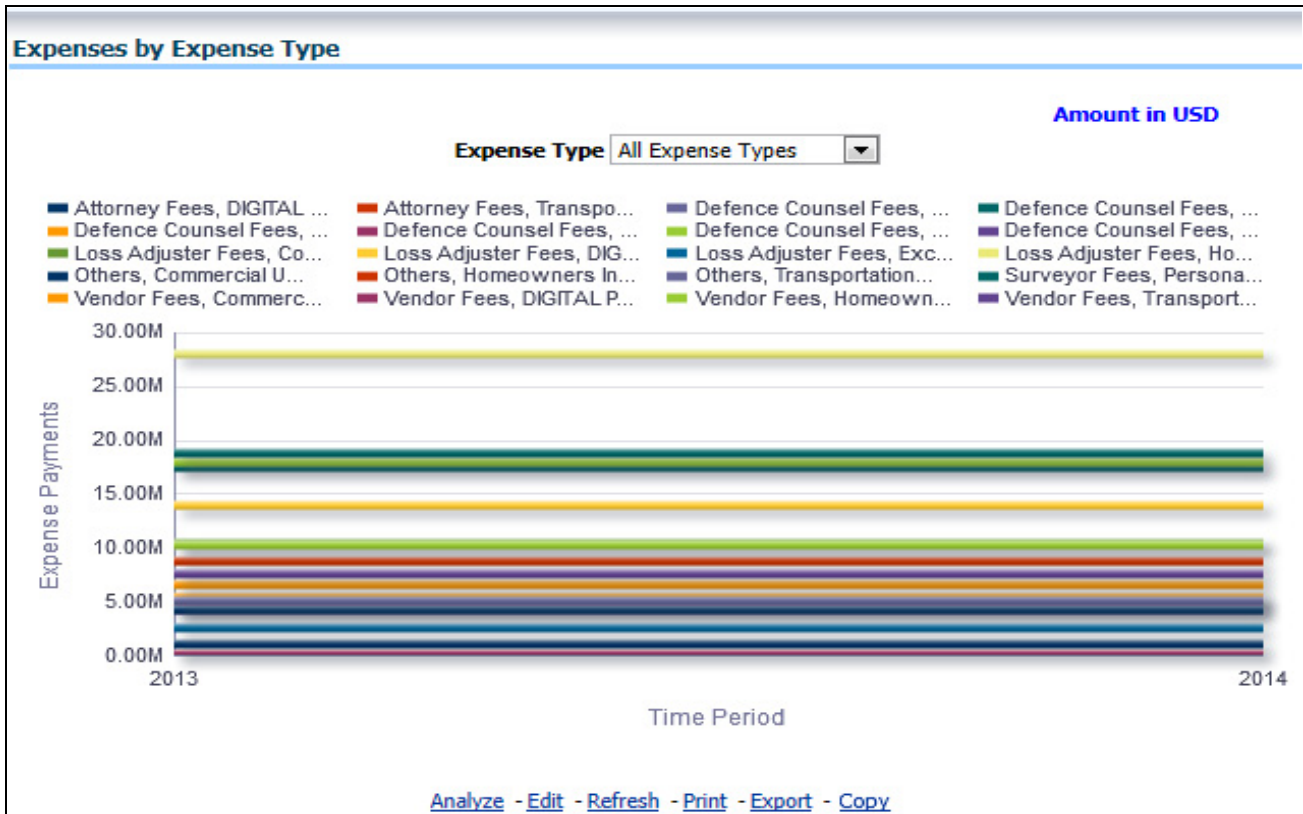 Expenses by Expense Type
Amount in USD
Expense Type All Expense Types
Attorney Fees, DIGITAL ... Attorney Fees, Transpo... Defence Counsel Fees, ... Defence Counsel Fees, ...
Defence Counsel Fees, ... Defence Counsel Fees, ... Defence Counsel Fees, ... Defence Counsel Fees, ...
Loss Adjuster Fees, Co... Loss Adjuster Fees, DIG... Loss Adjuster Fees, Exc... Loss Adjuster Fees, Ho...
Others, Commercial U... Others, Homeowners In... Others, Transportation... Surveyor Fees, Persona...
Vendor Fees, Commerc... Vendor Fees, DIGITAL P... Vendor Fees, Homeown... Vendor Fees, Transport...
30.00M
25.00M
20.00M
15.00M
10.00M
5.00M
0.00M
Expense Payments
2013 2014
Time Period
Analyze - Edit - Refresh - Print - Export - Copy